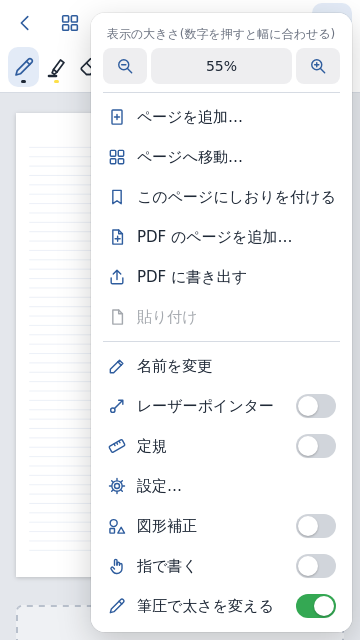 表示の大きさ(数字を押すと幅に合わせる)
55%
ページを追加…
ページへ移動…
このページにしおりを付ける
PDF のページを追加…
PDF に書き出す
貼り付け
名前を変更
レーザーポインター
定規
設定…
図形補正
指で書く
筆圧で太さを変える